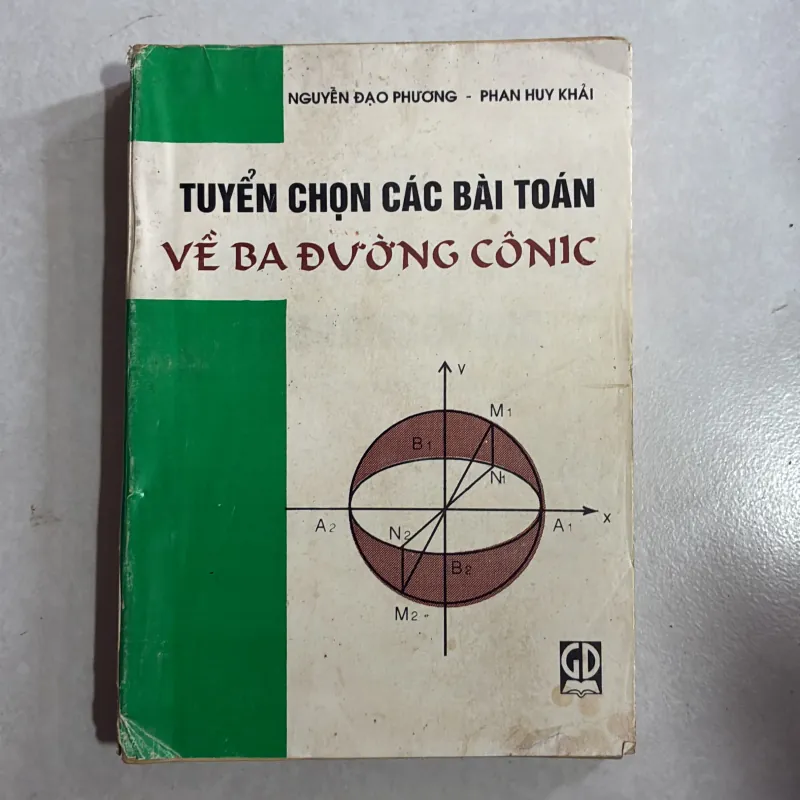 NGUYỄN ĐẠO PHƯƠNG - PHAN HUY KHẢI
TUYỂN CHỌN CÁC BÀI TOÁN
VỀ BA ĐƯỜNG CÔNIC
y
M1
B1
N1
A2
N2
A1
x
B2
M2
GD